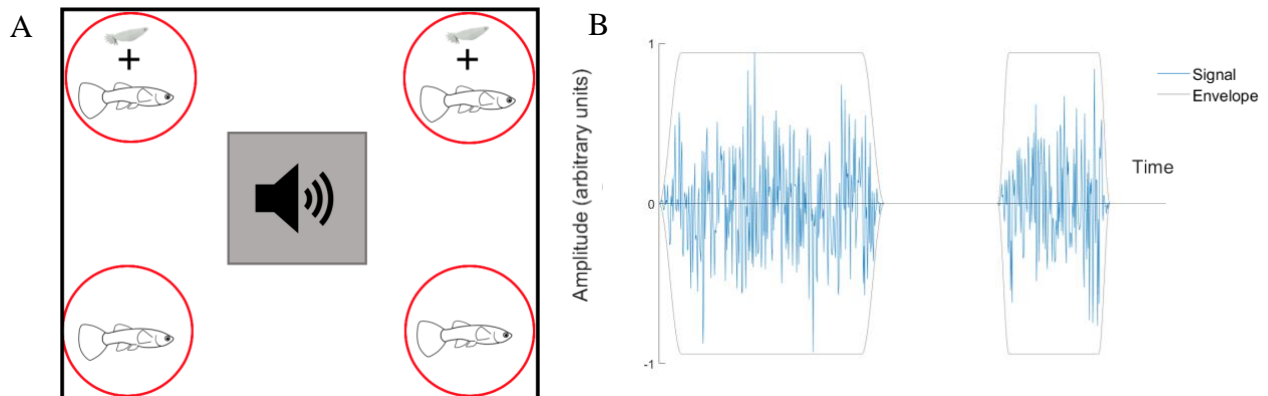 A
+
+
B
Amplitude (arbitrary units)
1
0
-1
Signal
Envelope
Time